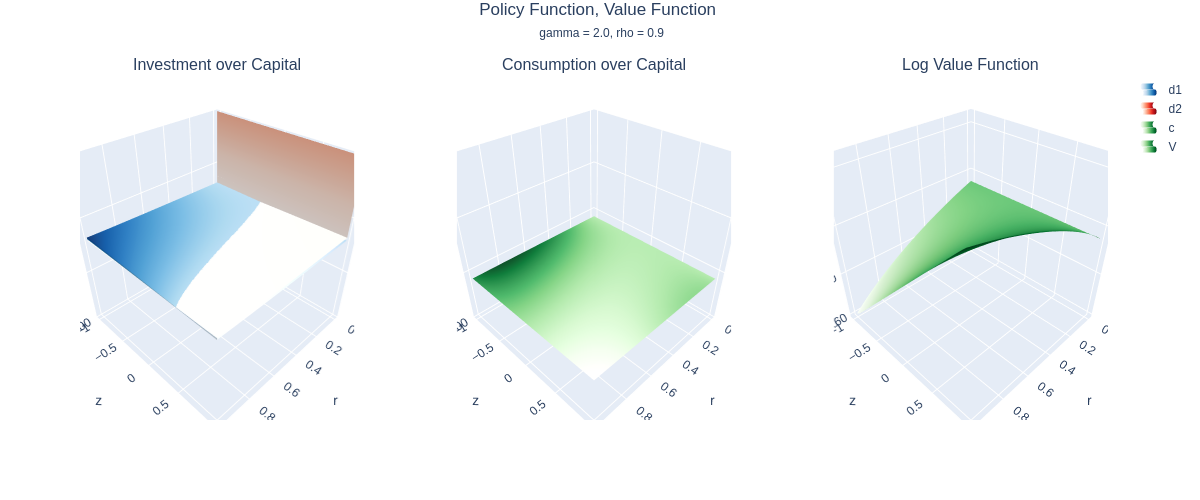 Policy Function, Value Function
gamma = 2.0, rho = 0.9
Investment over Capital
Consumption over Capital
Log Value Function
d1
d2
c
V
−0.5
0
0.5
z
0.2
0.4
0.6
0.8
r
−0.5
0
0.5
z
0.2
0.4
0.6
0.8
r
−0.5
0
0.5
z
0.2
0.4
0.6
0.8
r